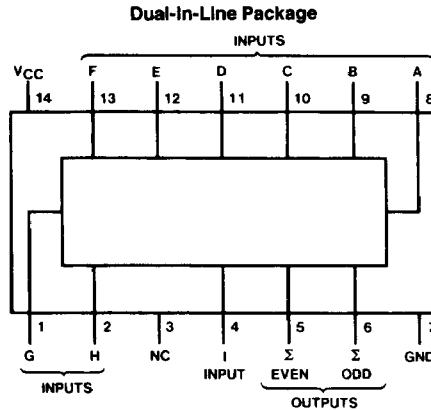 Dual-In-Line Package
INPUTS
VCC F E D C B A
14 13 12 11 10 9 8
1 2 3 4 5 6
G H NC I Σ Σ GND
INPUT EVEN ODD
INPUTS OUTPUTS